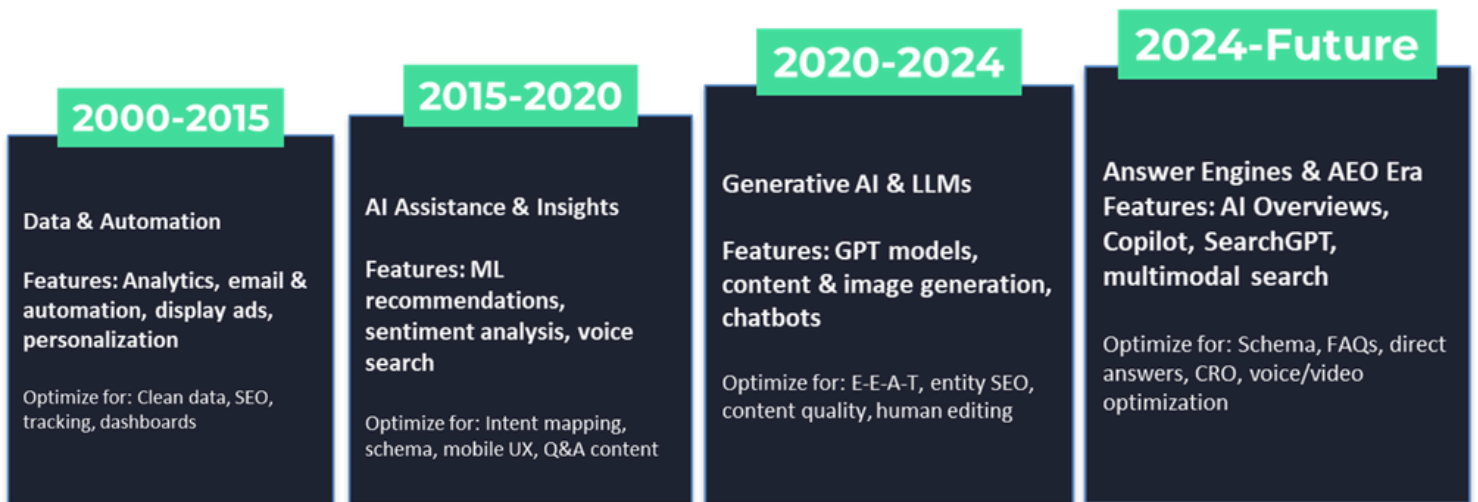 2000-2015
Data & Automation
Features: Analytics, email &
automation, display ads,
personalization
Optimize for: Clean data, SEO,
tracking, dashboards
2015-2020
AI Assistance & Insights
Features: ML
recommendations,
sentiment analysis, voice
search
Optimize for: Intent mapping,
schema, mobile UX, Q&A content
2020-2024
Generative AI & LLMs
Features: GPT models,
content & image generation,
chatbots
Optimize for: E-E-A-T, entity SEO,
content quality, human editing
2024-Future
Answer Engines & AEO Era
Features: AI Overviews,
Copilot, SearchGPT,
multimodal search
Optimize for: Schema, FAQs, direct
answers, CRO, voice/video
optimization